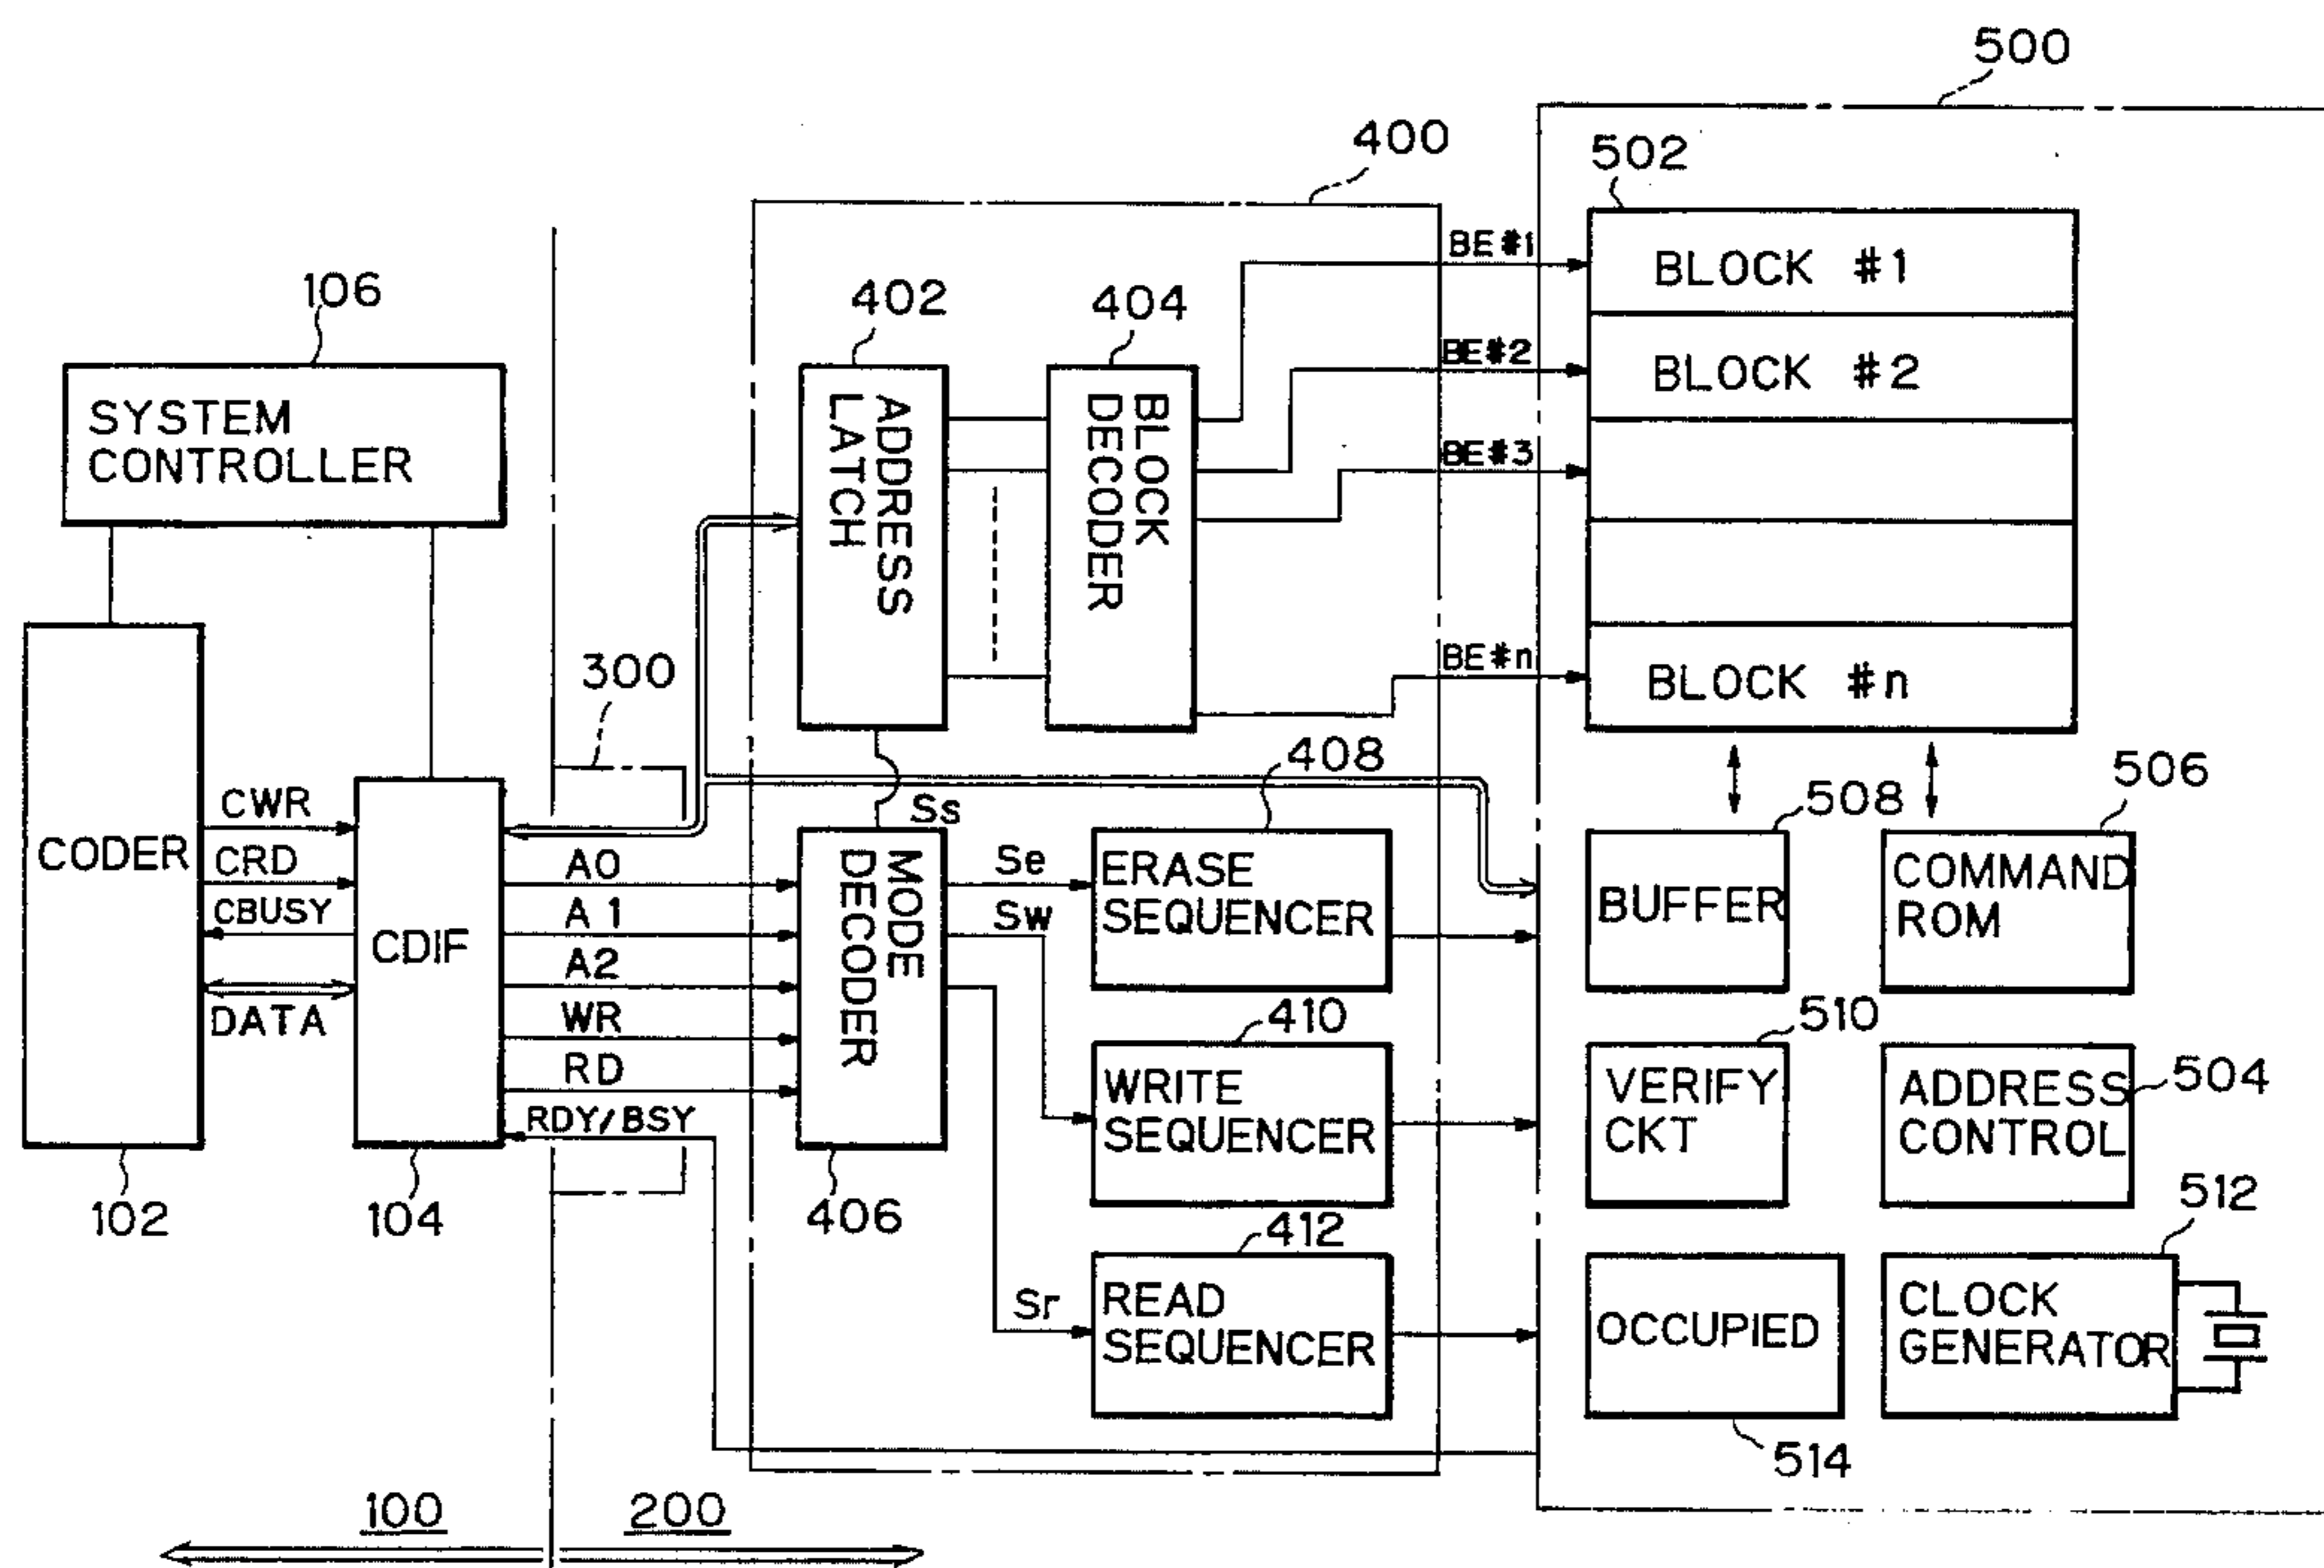 500
400
502
BE#1
BLOCK #1
106
402
404
BE#2
BLOCK #2
SYSTEM
CONTROLLER
ADDRESS
LATCH
BLOCK
DECODER
BE#3
300
BE#n
BLOCK #n
408
506
508
CWR
Ss
CODER
CRD
CBUSY
DATA
CDIF
A0
A1
A2
WR
RD
RDY/BSY
MODE
DECODER
Se
Sw
Sr
ERASE
SEQUENCER
BUFFER
COMMAND
ROM
410
510
WRITE
SEQUENCER
VERIFY
CKT
ADDRESS
CONTROL
504
102
104
406
412
512
READ
SEQUENCER
OCCUPIED
CLOCK
GENERATOR
514
100
200